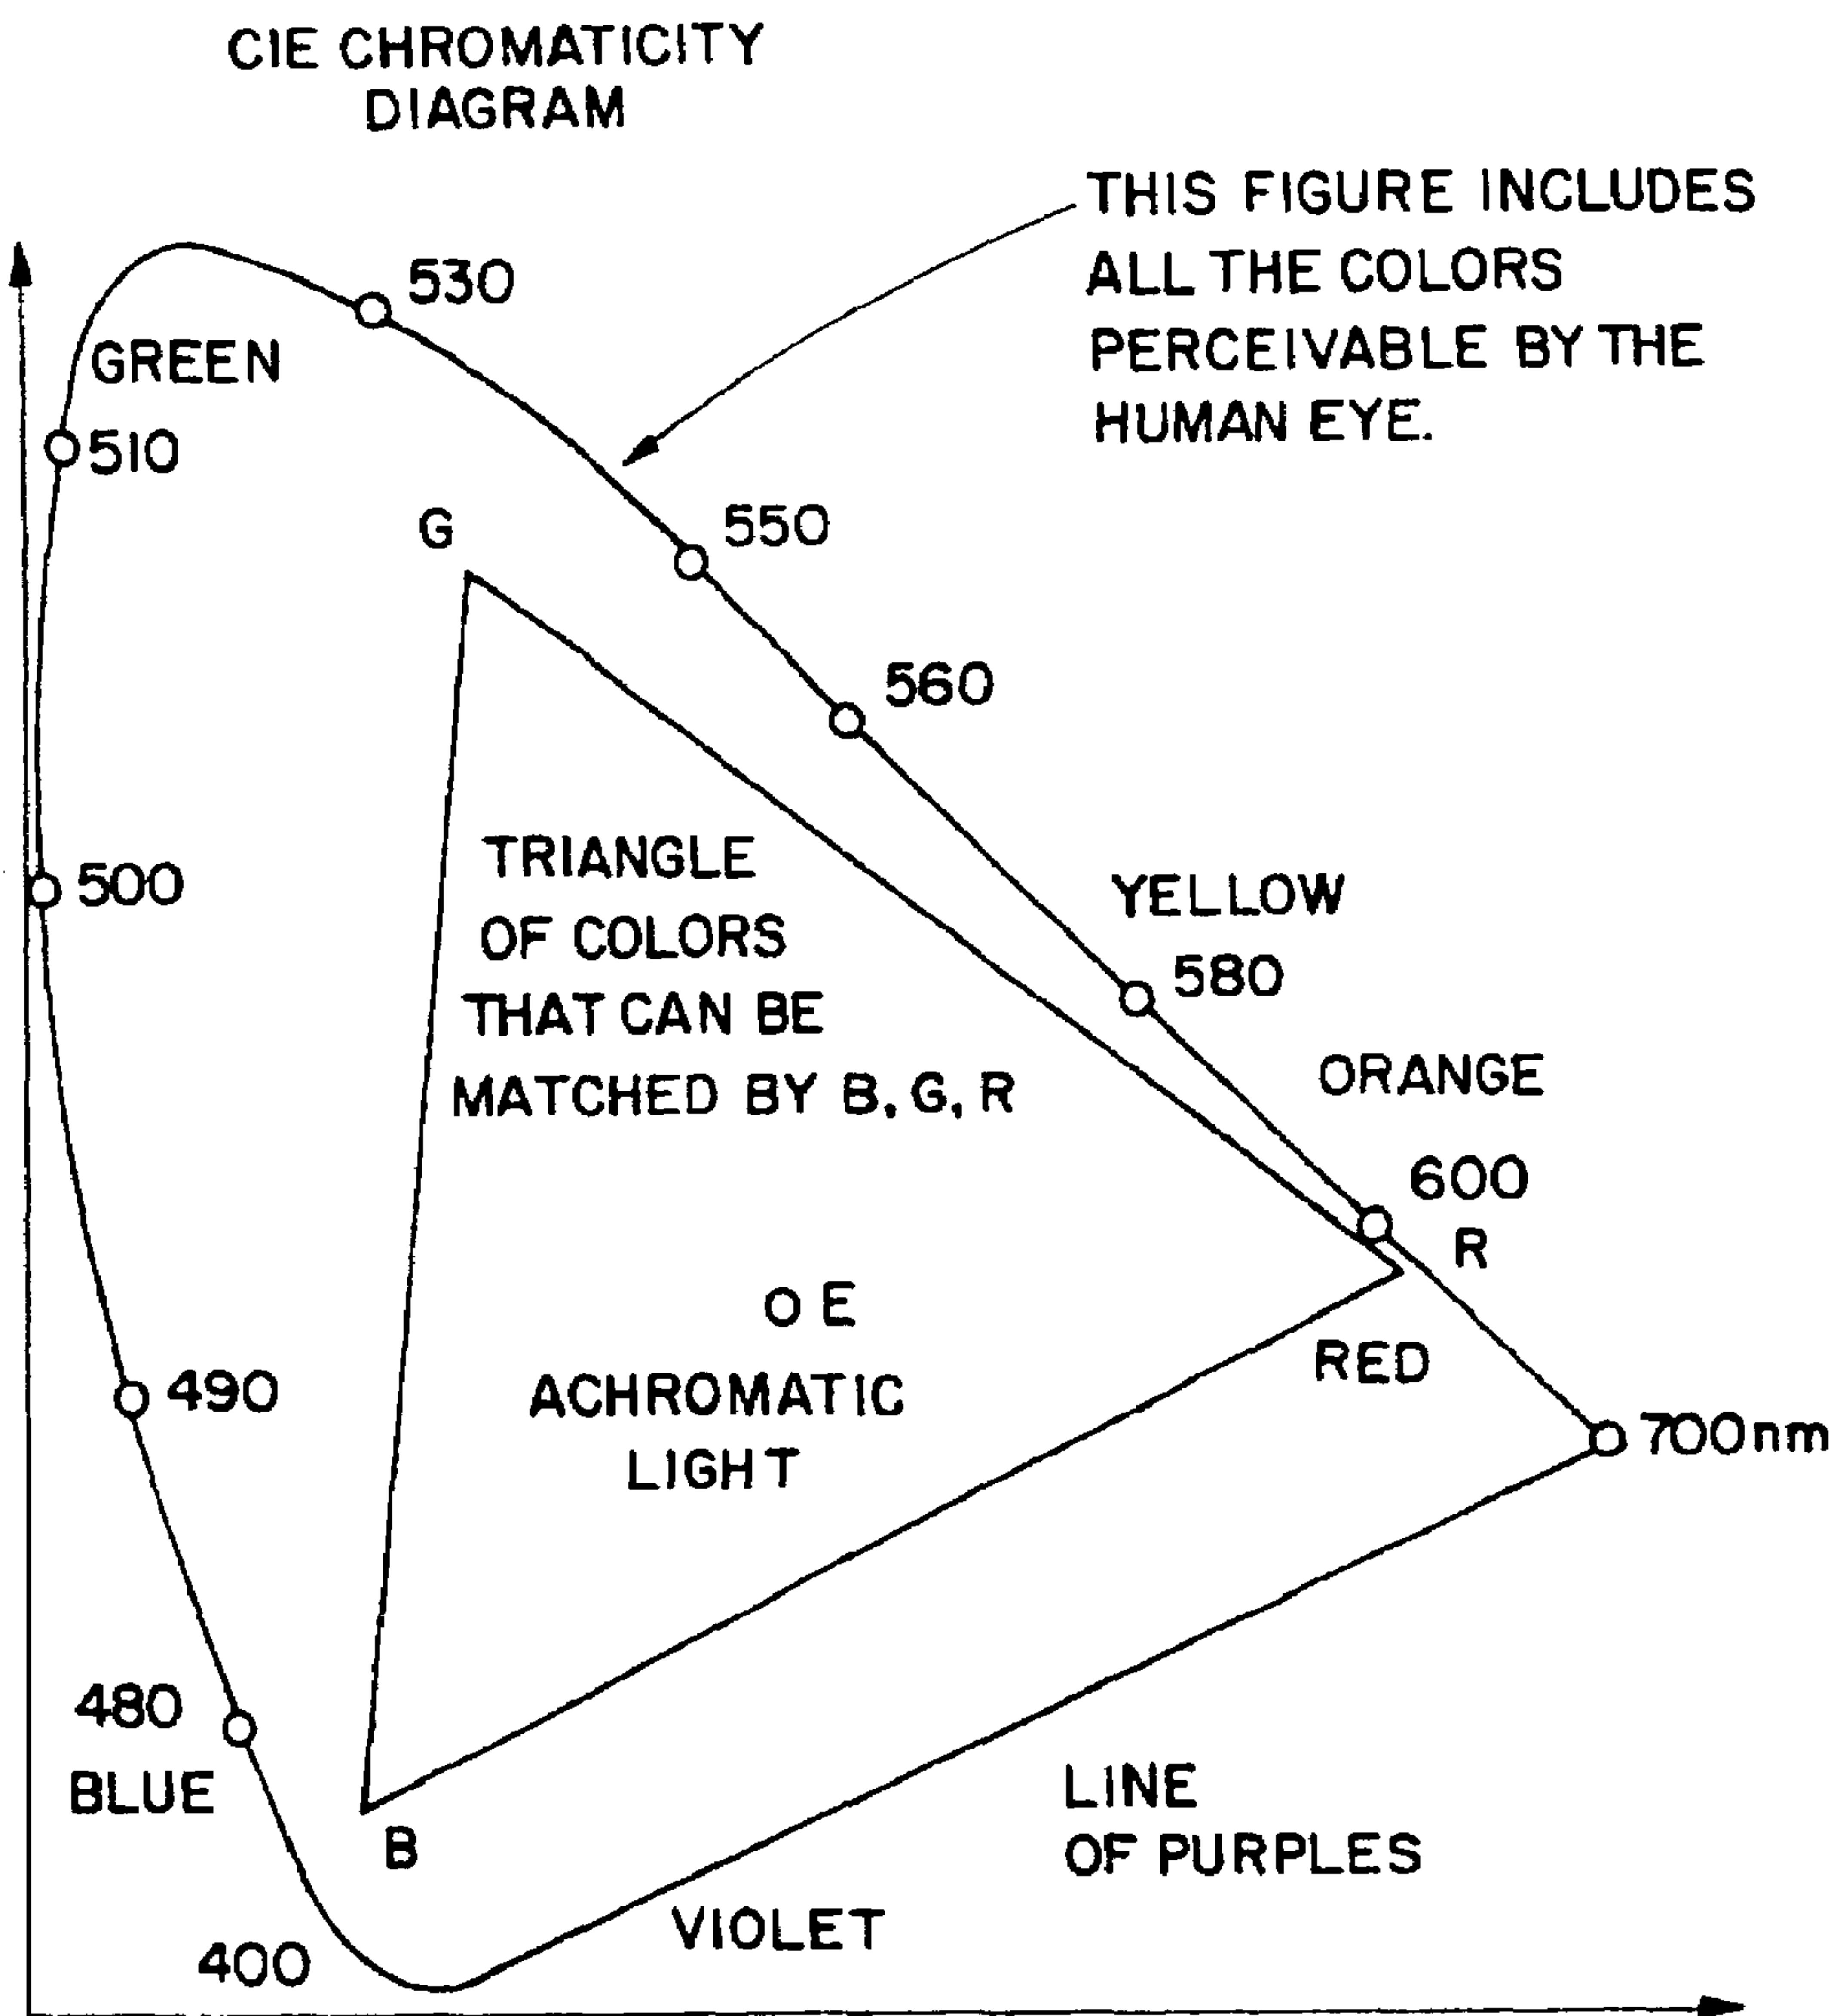 CIE CHROMATICITY
DIAGRAM
THIS FIGURE INCLUDES
ALL THE COLORS
PERCEIVABLE BY THE
HUMAN EYE.
530
GREEN
510
G
550
560
TRIANGLE
OF COLORS
THAT CAN BE
MATCHED BY B, G, R
500
YELLOW
580
ORANGE
600
R
E
ACHROMATIC
LIGHT
RED
490
700nm
480
BLUE
B
LINE
OF PURPLES
VIOLET
400